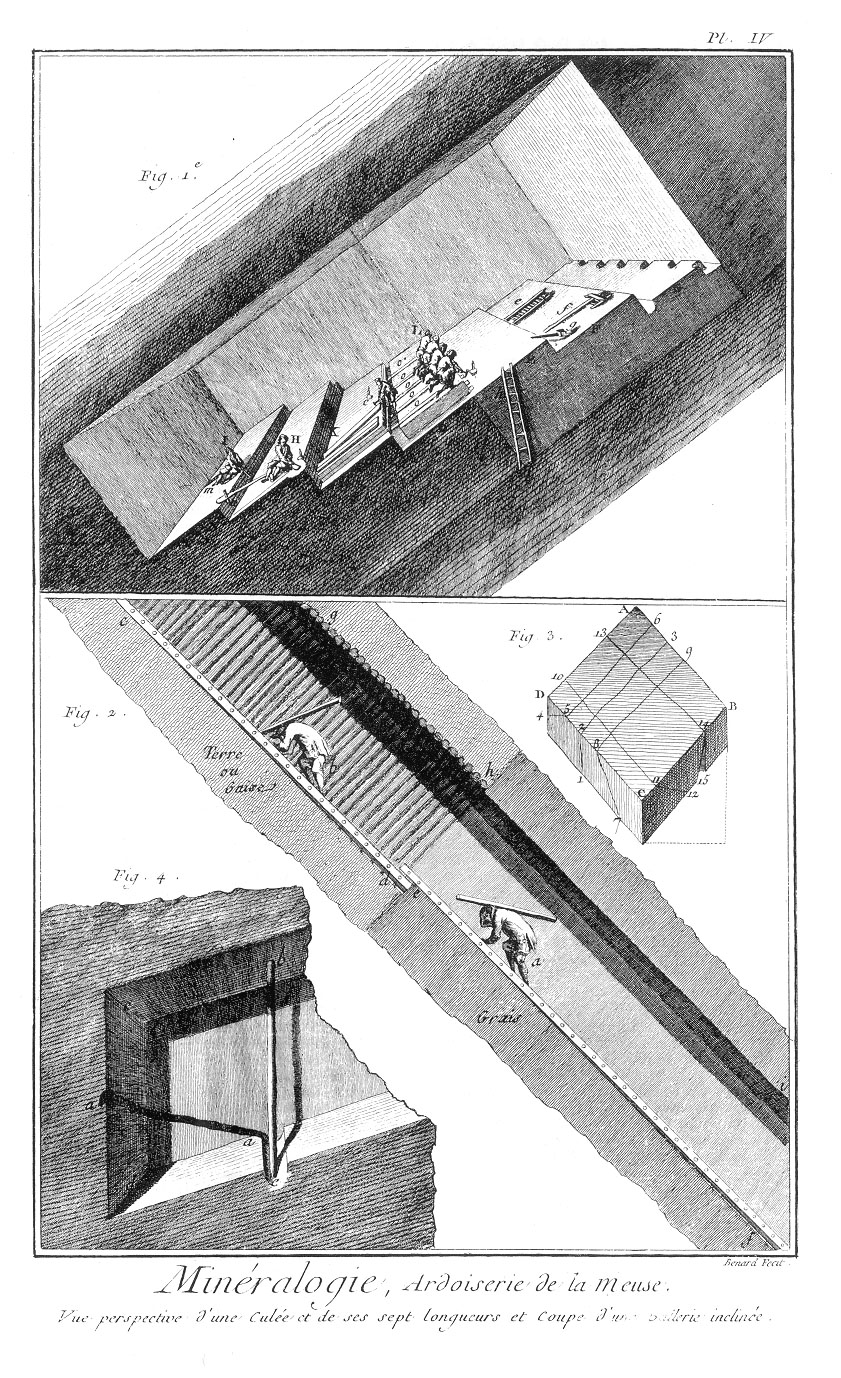 Pl. IV
Fig. 1.e
L
e
F
I
H
m
c
g
Fig. 2.
Terre
ou
b
h
d
e
a
Grais
i
f
Fig. 3.
A
6
13
3
9
10
D
B
4
5
2
14
8
1
C
11
15
12
7
Fig. 4.
b
a
a
c
Benard Fecit.
Minéralogie, Ardoiserie de la Meuse.
Vue perspective d'une Culée et de ses sept longueurs et Coupe d'une Gallerie inclinée.